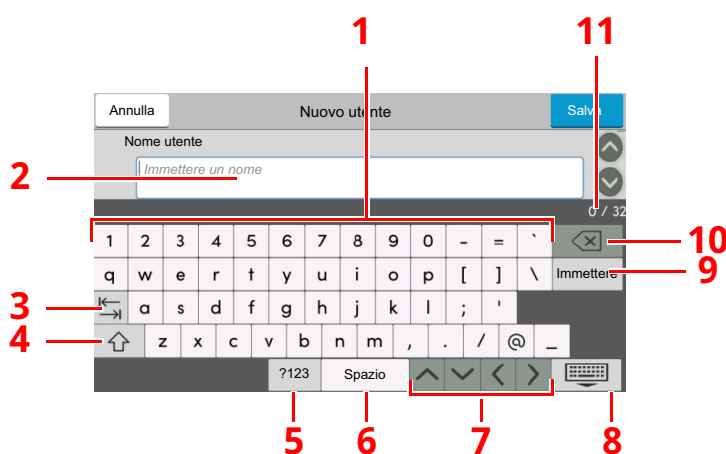 1 11
Annulla Nuovo utente Salva
Nome utente
2 Immettere un nome
0 / 32
1 2 3 4 5 6 7 8 9 0 - = ` 10
q w e r t y u i o p [ ] \ Immettere 9
3 a s d f g h j k l ; '
4 z x c v b n m , . / @ _
?123 Spazio
5 6 7 8